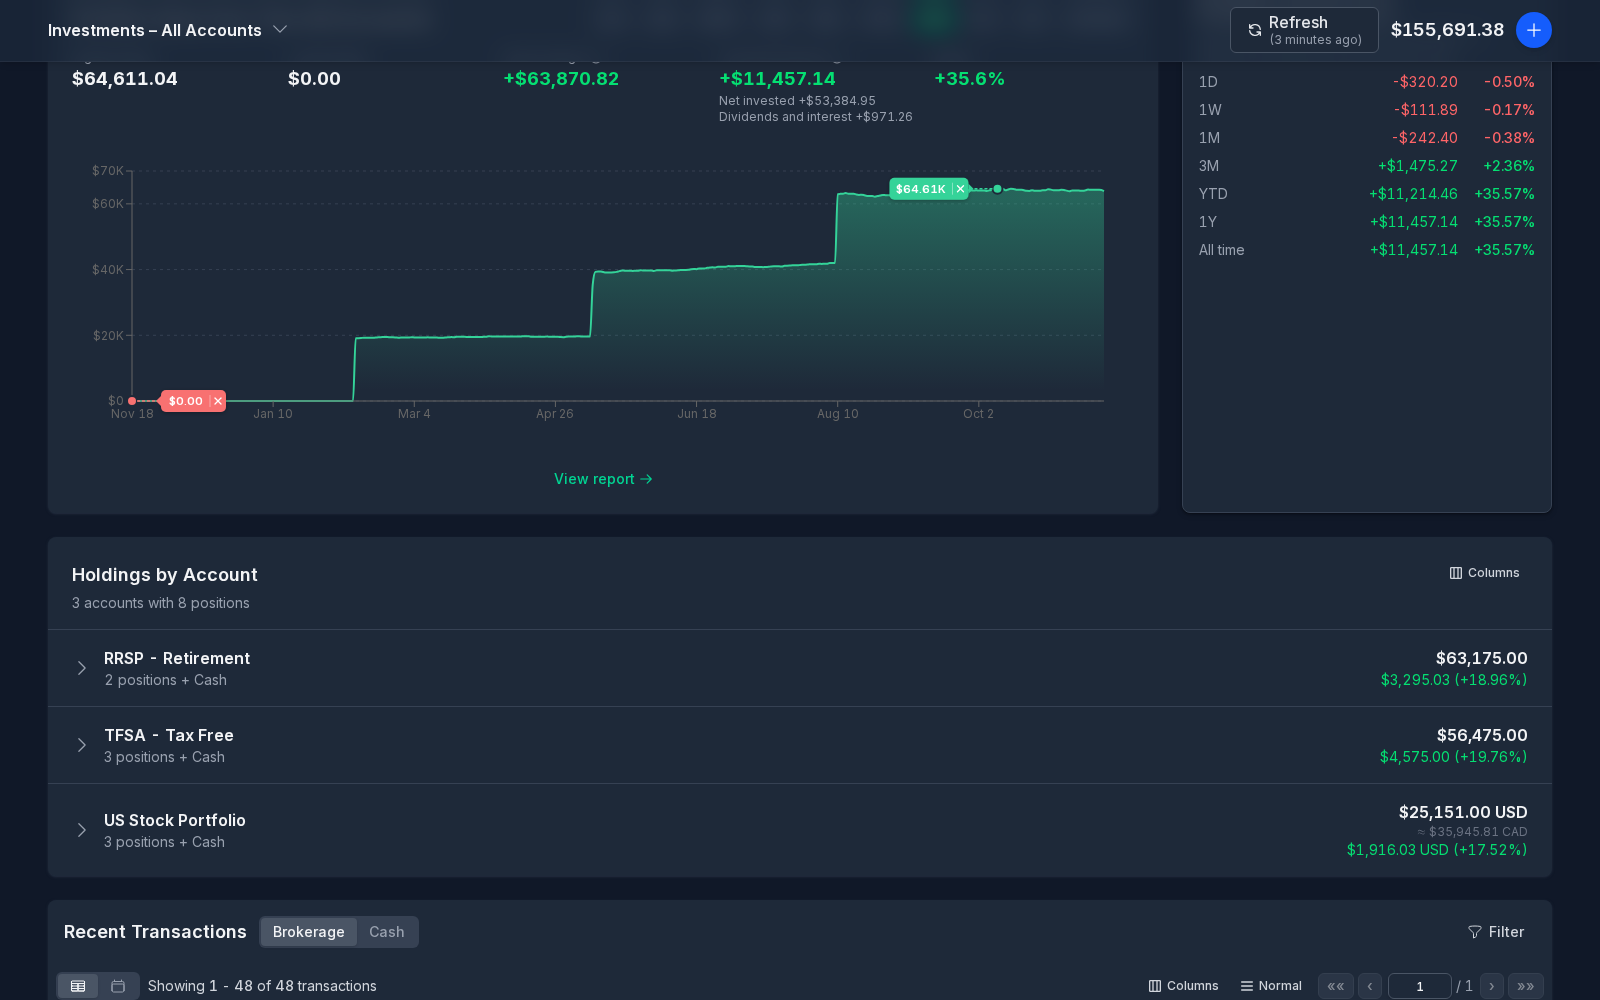 Investments – All Accounts
Refresh
(3 minutes ago)
$155,691.38
$64,611.04
$0.00
+$63,870.82
+$11,457.14
+35.6%
Net invested +$53,384.95
Dividends and interest +$971.26
$70K
$60K
$40K
$20K
$0
$64.61K
$0.00
Nov 18
Jan 10
Mar 4
Apr 26
Jun 18
Aug 10
Oct 2
View report →
1D -$320.20 -0.50%
1W -$111.89 -0.17%
1M -$242.40 -0.38%
3M +$1,475.27 +2.36%
YTD +$11,214.46 +35.57%
1Y +$11,457.14 +35.57%
All time +$11,457.14 +35.57%
Holdings by Account
3 accounts with 8 positions
Columns
RRSP - Retirement
2 positions + Cash
$63,175.00
$3,295.03 (+18.96%)
TFSA - Tax Free
3 positions + Cash
$56,475.00
$4,575.00 (+19.76%)
US Stock Portfolio
3 positions + Cash
$25,151.00 USD
≈ $35,945.81 CAD
$1,916.03 USD (+17.52%)
Recent Transactions
Brokerage
Cash
Filter
Showing 1 - 48 of 48 transactions
Columns
Normal
«« ‹ 1 / 1 › »»